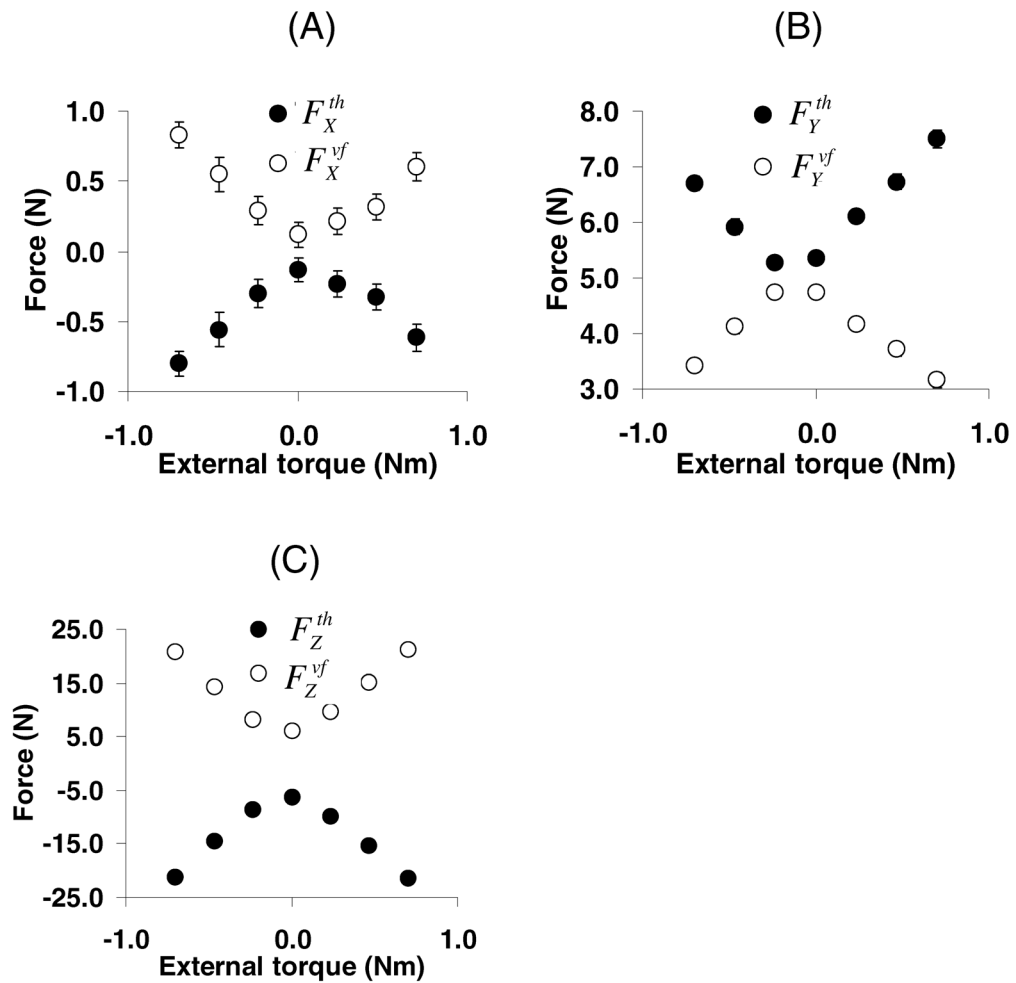 (A)
1.0
0.5
0.0
-0.5
-1.0
Force (N)
F_X^{th}
F_X^{vf}
-1.0 0.0 1.0
External torque (Nm)
(B)
8.0
7.0
6.0
5.0
4.0
3.0
Force (N)
F_Y^{th}
F_Y^{vf}
-1.0 0.0 1.0
External torque (Nm)
(C)
25.0
15.0
5.0
-5.0
-15.0
-25.0
Force (N)
F_Z^{th}
F_Z^{vf}
-1.0 0.0 1.0
External torque (Nm)